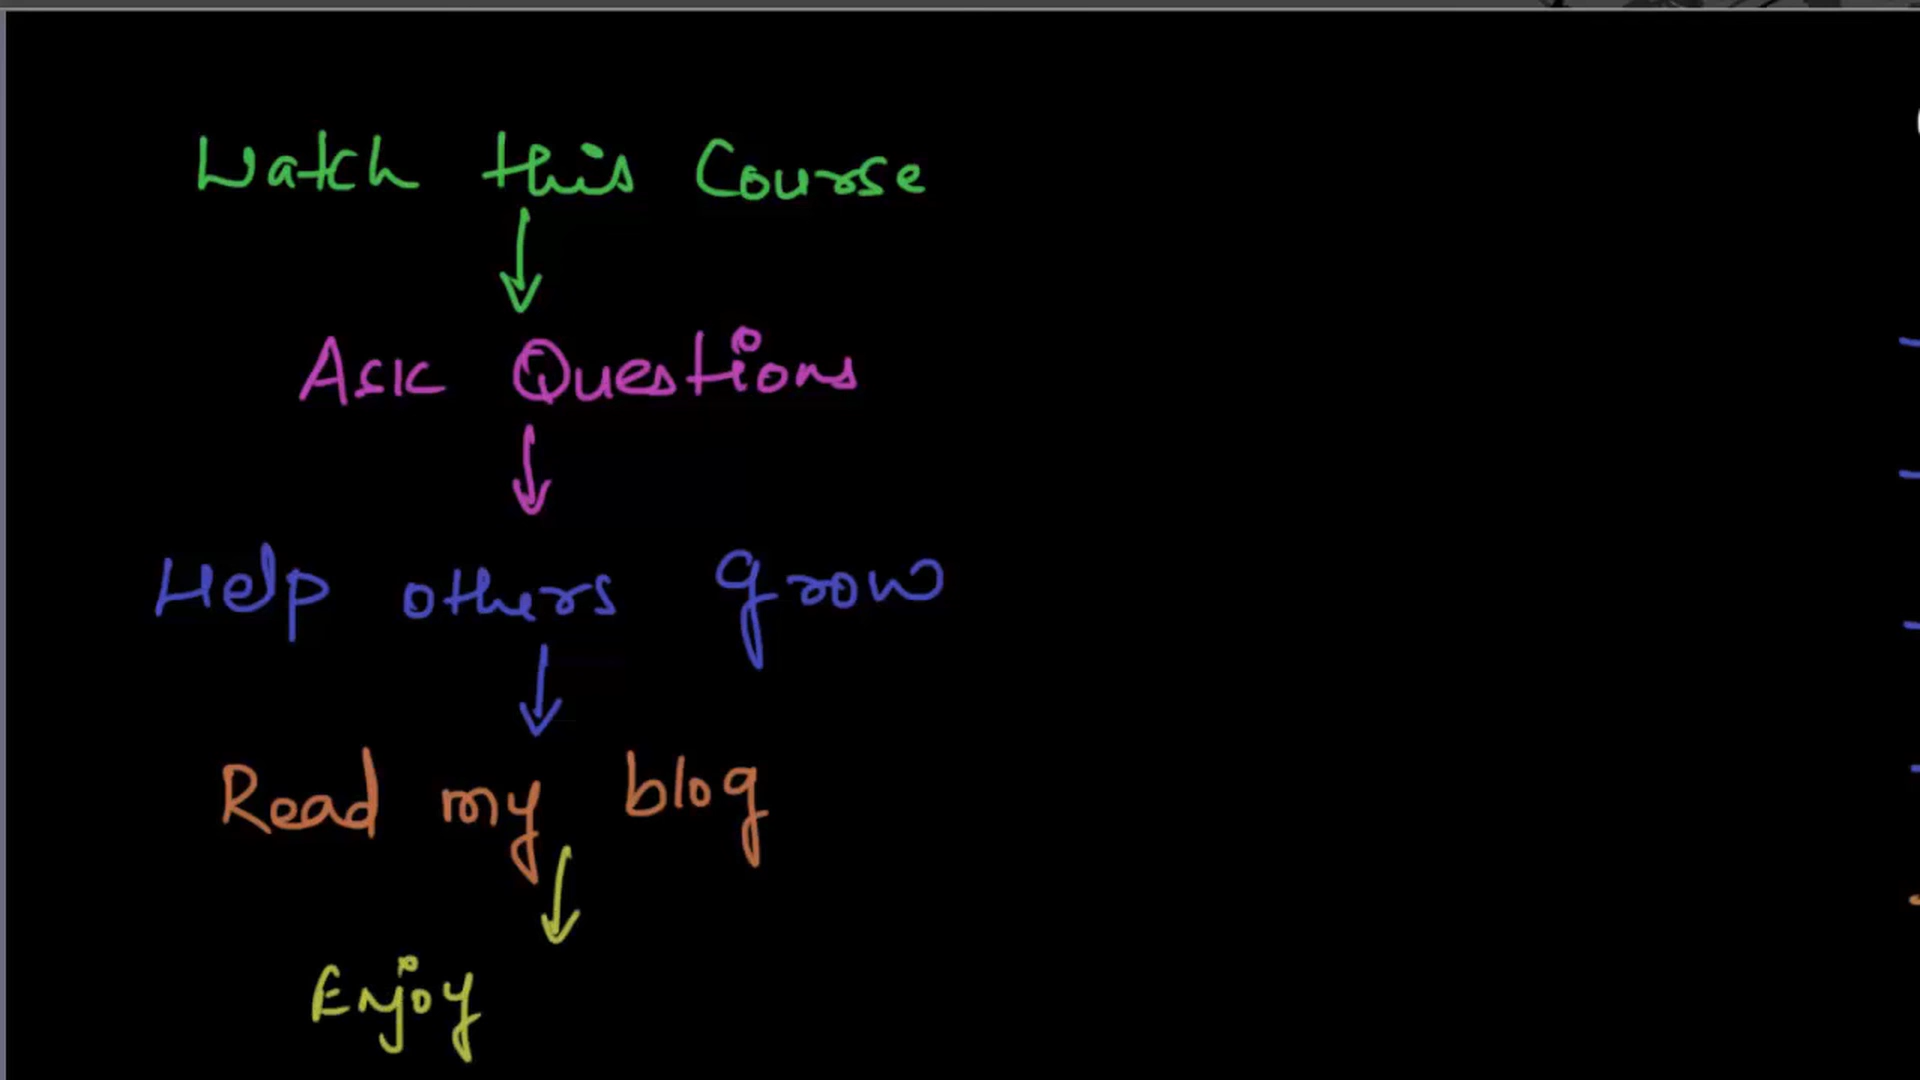 Watch this Course
Ask Questions
Help others grow
Read my blog
Enjoy